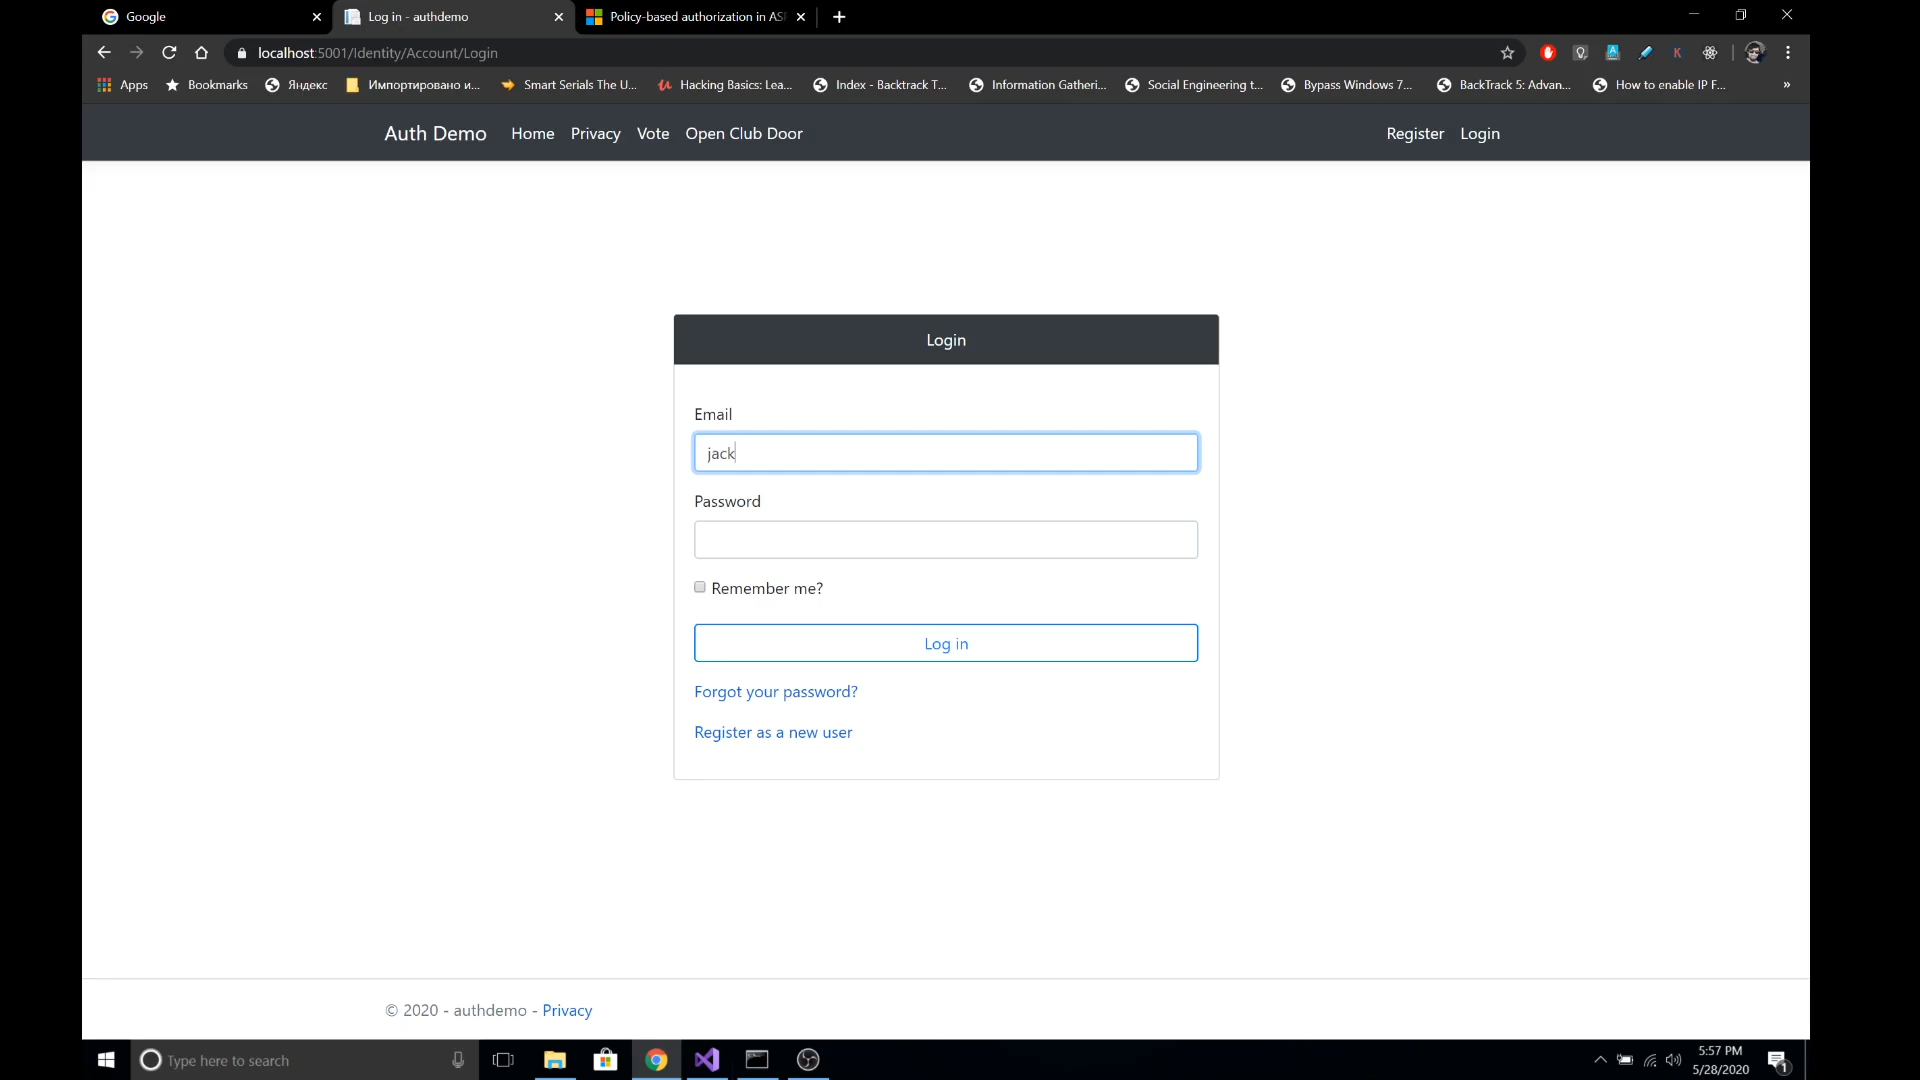 Google
Log in - authdemo
Policy-based authorization in AS
localhost:5001/Identity/Account/Login
Apps
Bookmarks
Яндекс
Импортировано и...
Smart Serials The U...
Hacking Basics: Lea...
Index - Backtrack T...
Information Gatheri...
Social Engineering t...
Bypass Windows 7...
BackTrack 5: Advan...
How to enable IP F...
»
Auth Demo
Home
Privacy
Vote
Open Club Door
Register
Login
Login
Email
jack
Password
Remember me?
Log in
Forgot your password?
Register as a new user
© 2020 - authdemo - Privacy
Type here to search
5:57 PM
5/28/2020
1